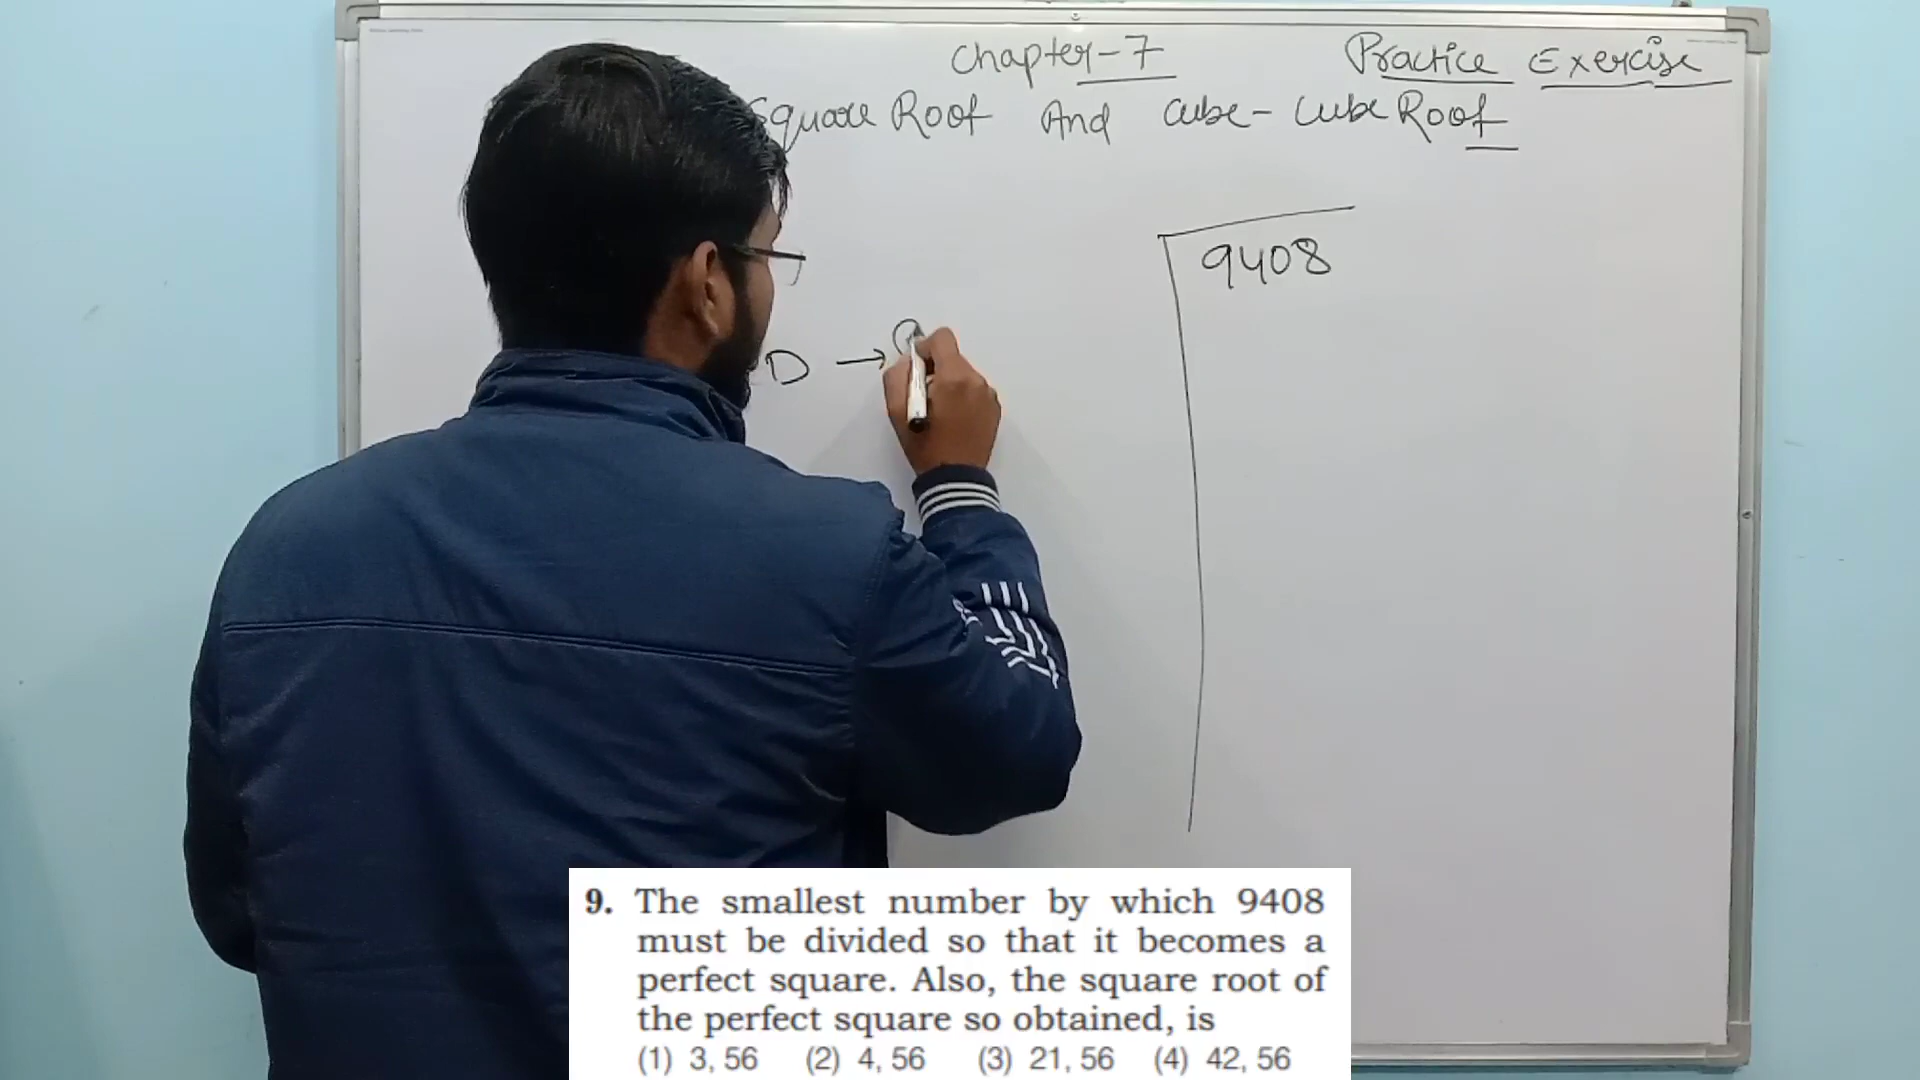 Chapter-7 Practice Exercise
Square Roof And Cube-Cube Roof
9408
D →
9. The smallest number by which 9408
must be divided so that it becomes a
perfect square. Also, the square root of
the perfect square so obtained, is
(1) 3, 56 (2) 4, 56 (3) 21, 56 (4) 42, 56